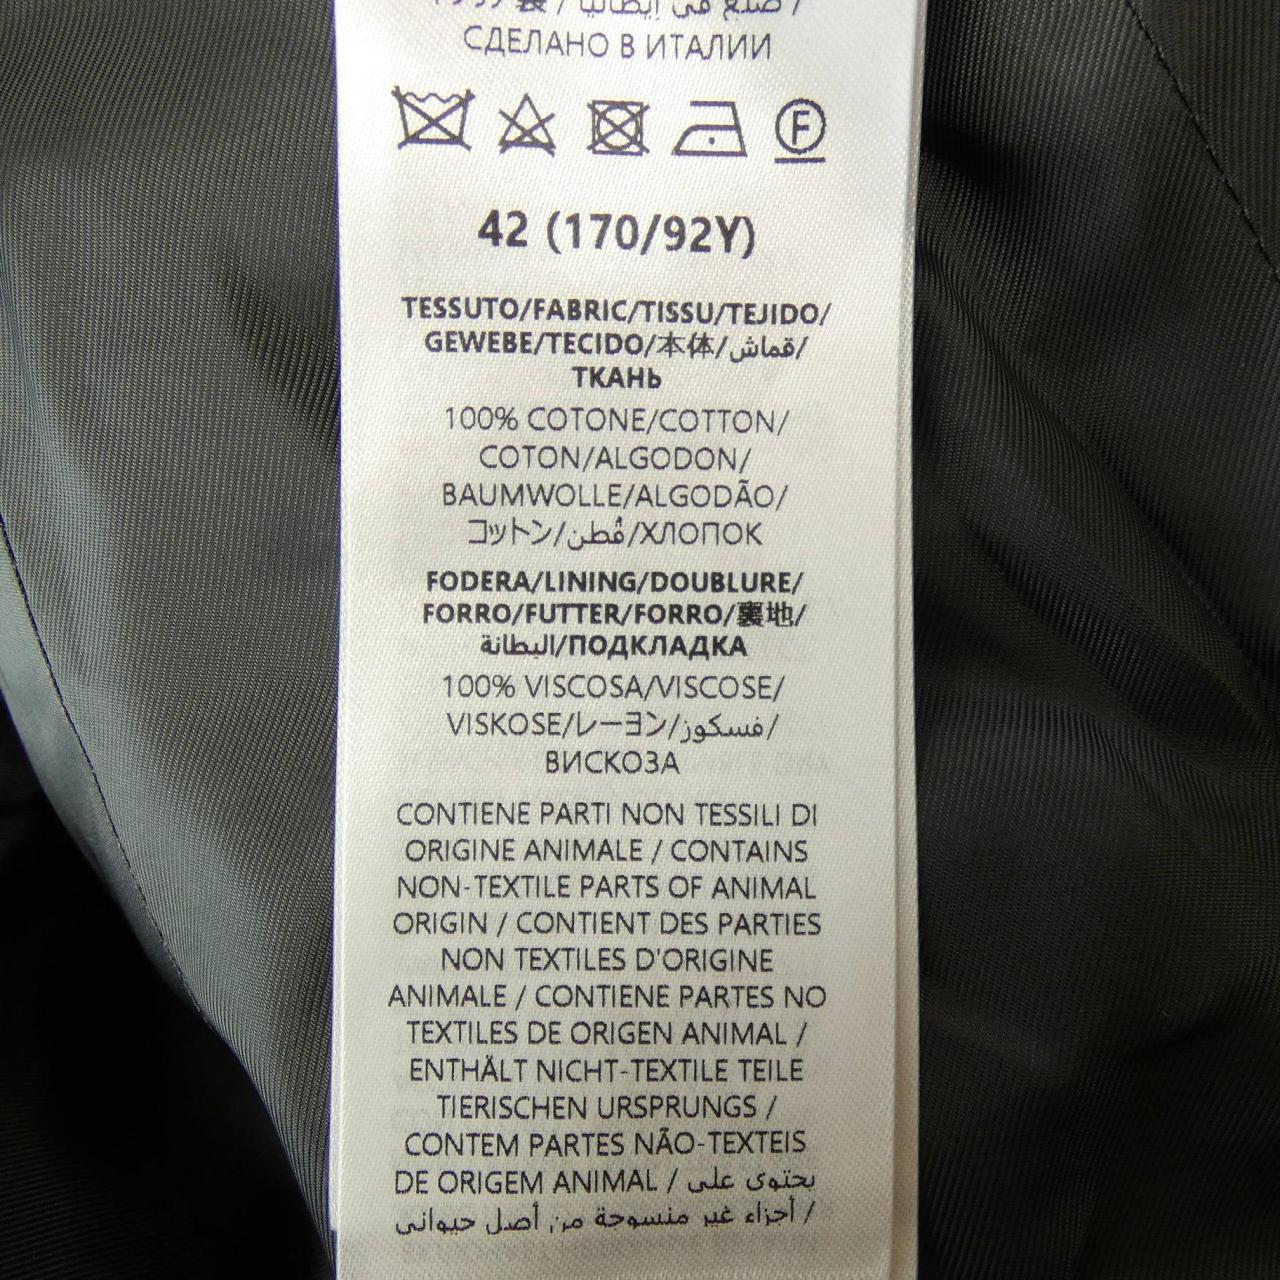 СДЕЛАНО В ИТАЛИИ
F
42 (170/92Y)
TESSUTO/FABRIC/TISSU/TEJIDO/
GEWEBE/TECIDO/本体/قماش/
ТКАНЬ
100% COTONE/COTTON/
COTON/ALGODON/
BAUMWOLLE/ALGODÃO/
コットン/قُطن/ХЛОПОК
FODERA/LINING/DOUBLURE/
FORRO/FUTTER/FORRO/裏地/
البطانة/ПОДКЛАДКА
100% VISCOSA/VISCOSE/
VISKOSE/レーヨン/فسكوز/
ВИСКОЗА
CONTIENE PARTI NON TESSILI DI
ORIGINE ANIMALE / CONTAINS
NON-TEXTILE PARTS OF ANIMAL
ORIGIN / CONTIENT DES PARTIES
NON TEXTILES D'ORIGINE
ANIMALE / CONTIENE PARTES NO
TEXTILES DE ORIGEN ANIMAL /
ENTHÄLT NICHT-TEXTILE TEILE
TIERISCHEN URSPRUNGS /
CONTEM PARTES NÃO-TEXTEIS
DE ORIGEM ANIMAL / يحتوى على
أجزاء غير منسوجة من أصل حيوانى /